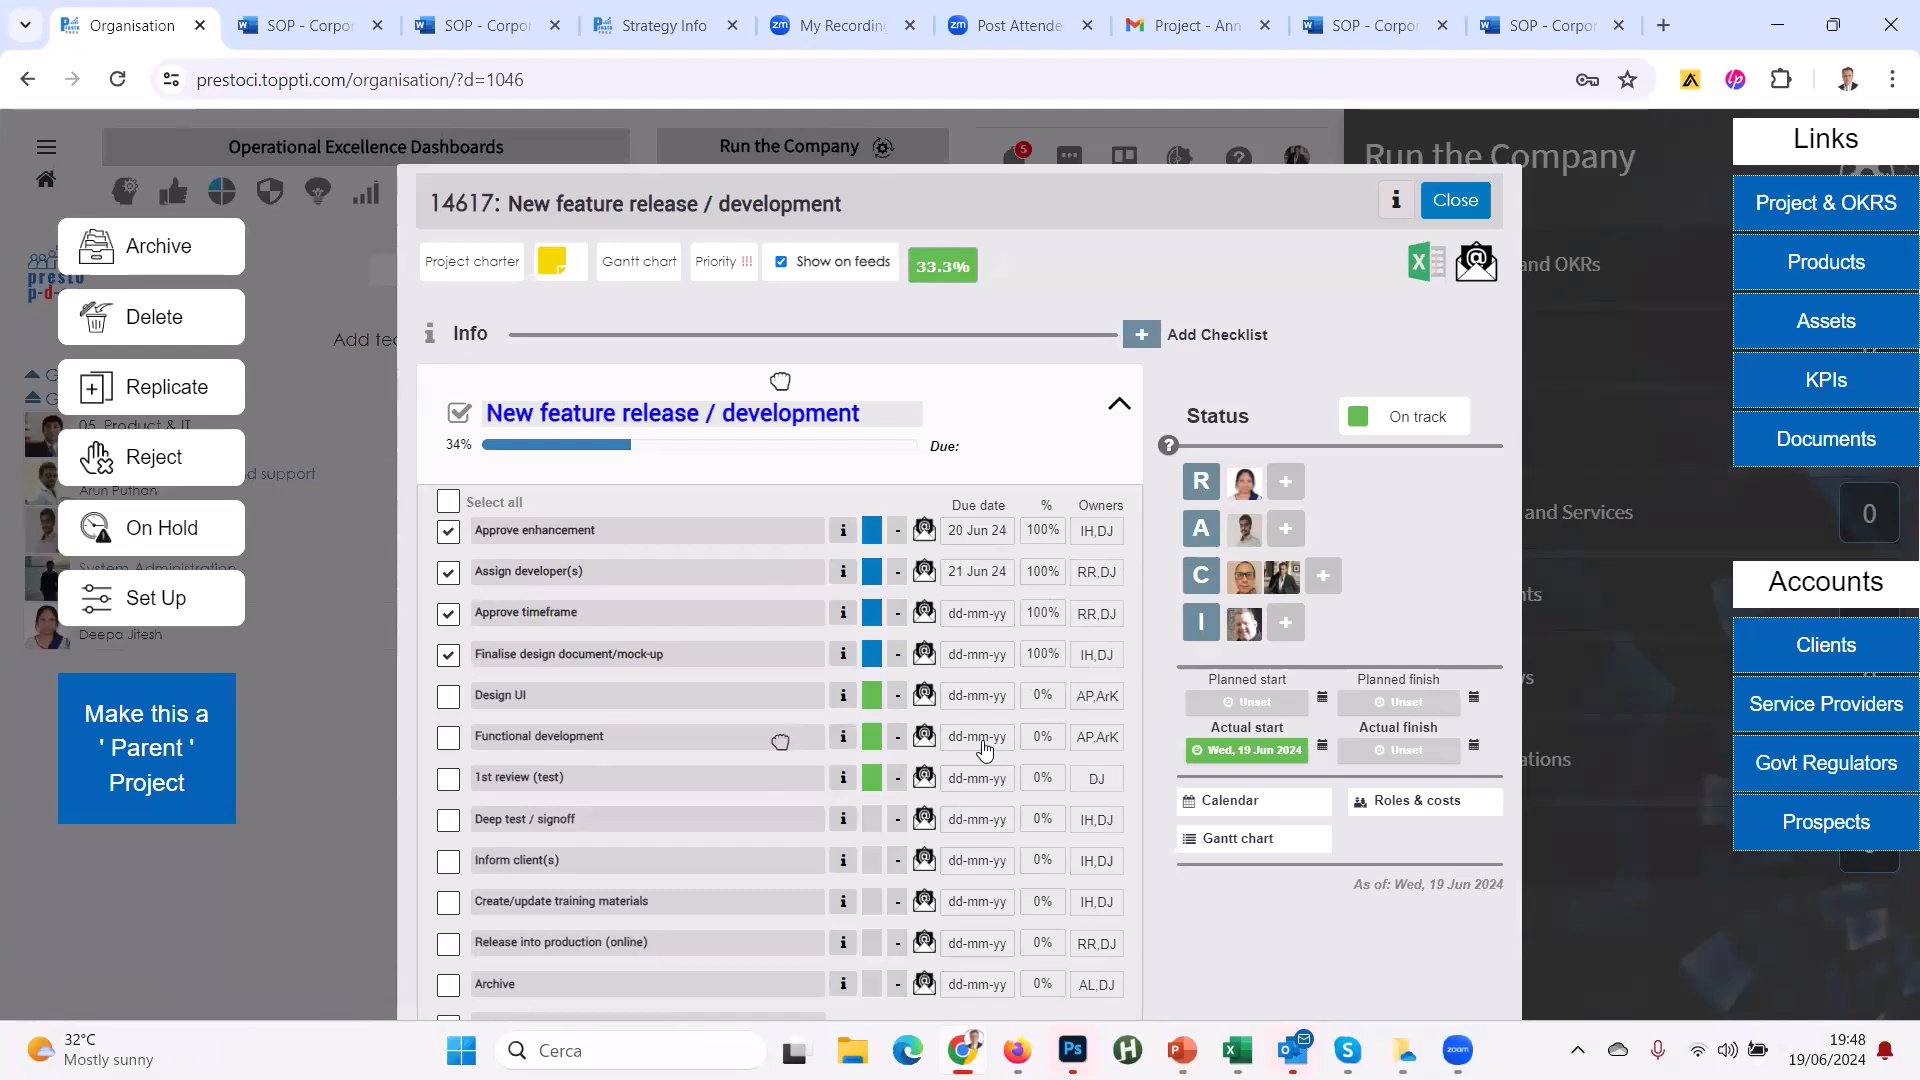 Organisation
SOP - Corpor
SOP - Corpo
Strategy Info
My Recording
Post Attende
Project - Ann
SOP - Corpo
SOP - Corpor
prestoci.toppti.com/organisation/?d=1046
Operational Excellence Dashboards
Run the Company
5
Run the Company
Links
Project & OKRS
Products
Assets
KPIs
Documents
and OKRs
and Services
0
Accounts
Clients
Service Providers
Govt Regulators
Prospects
Archive
Delete
Replicate
Reject
On Hold
Set Up
presto
p-d-
Add tea
05. Product & IT
d support
Arun Puthan
System Administration
Deepa Jitesh
Make this a
' Parent '
Project
14617: New feature release / development
i
Close
Project charter
Gantt chart
Priority !!!
Show on feeds
33.3%
Info
+ Add Checklist
New feature release / development
34%
Due:
Select all
Due date
%
Owners
Approve enhancement i - 20 Jun 24 100% IH,DJ
Assign developer(s) i - 21 Jun 24 100% RR,DJ
Approve timeframe i - dd-mm-yy 100% RR,DJ
Finalise design document/mock-up i - dd-mm-yy 100% IH,DJ
Design UI i - dd-mm-yy 0% AP,ArK
Functional development i - dd-mm-yy 0% AP,ArK
1st review (test) i - dd-mm-yy 0% DJ
Deep test / signoff i - dd-mm-yy 0% IH,DJ
Inform client(s) i - dd-mm-yy 0% IH,DJ
Create/update training materials i - dd-mm-yy 0% IH,DJ
Release into production (online) i - dd-mm-yy 0% RR,DJ
Archive i - dd-mm-yy 0% AL,DJ
Status
On track
?
R +
A +
C +
I +
Planned start
Planned finish
Unset
Unset
Actual start
Actual finish
Wed, 19 Jun 2024
Unset
Calendar
Roles & costs
Gantt chart
As of: Wed, 19 Jun 2024
32°C
Mostly sunny
Cerca
19:48
19/06/2024